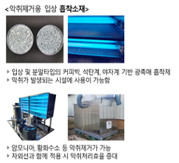 <악취제거용 입상 흡착소재>
▸ 입상 및 분말타입의 커피박, 석탄계, 야자계 기반 광촉매 흡착제
▸ 악취가 발생되는 시설에 사용이 가능함
▸ 암모니아, 황화수소 등 악취제거가 가능
▸ 자외선과 함께 적용 시 악취처리효율 증대